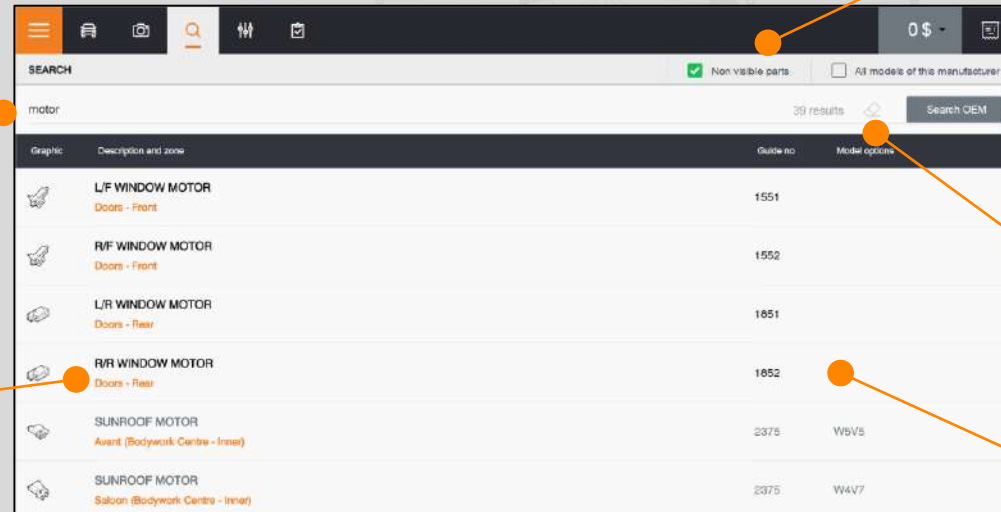 0 $
SEARCH
Non visible parts
All models of this manufacturer
motor
39 results
Search OEM
Graphic
Description and zone
Guide no
Model options
L/F WINDOW MOTOR
Doors - Front
1551
R/F WINDOW MOTOR
Doors - Front
1552
L/R WINDOW MOTOR
Doors - Rear
1851
R/R WINDOW MOTOR
Doors - Rear
1852
SUNROOF MOTOR
Avant (Bodywork Centre - Inner)
2375
W5V5
SUNROOF MOTOR
Saloon (Bodywork Centre - Inner)
2375
W4V7